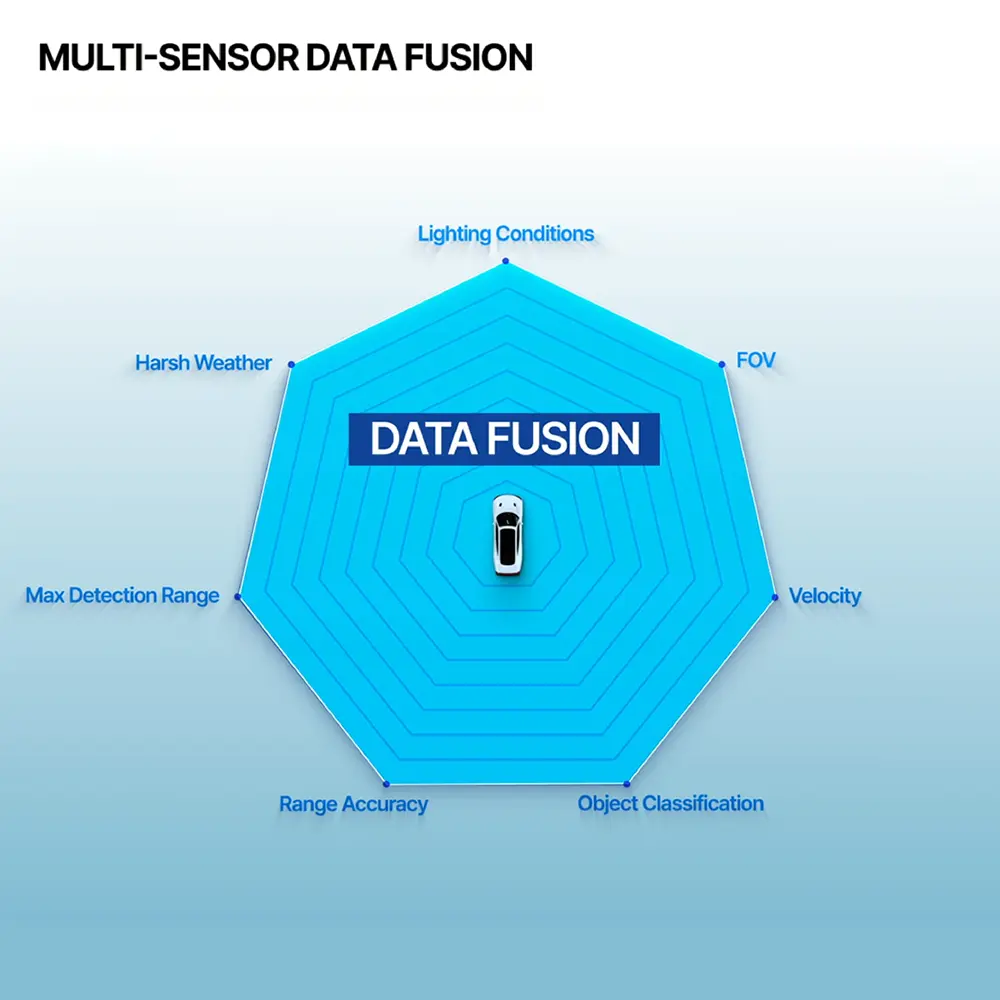 MULTI-SENSOR DATA FUSION
Lighting Conditions
Harsh Weather
FOV
DATA FUSION
Max Detection Range
Velocity
Range Accuracy
Object Classification